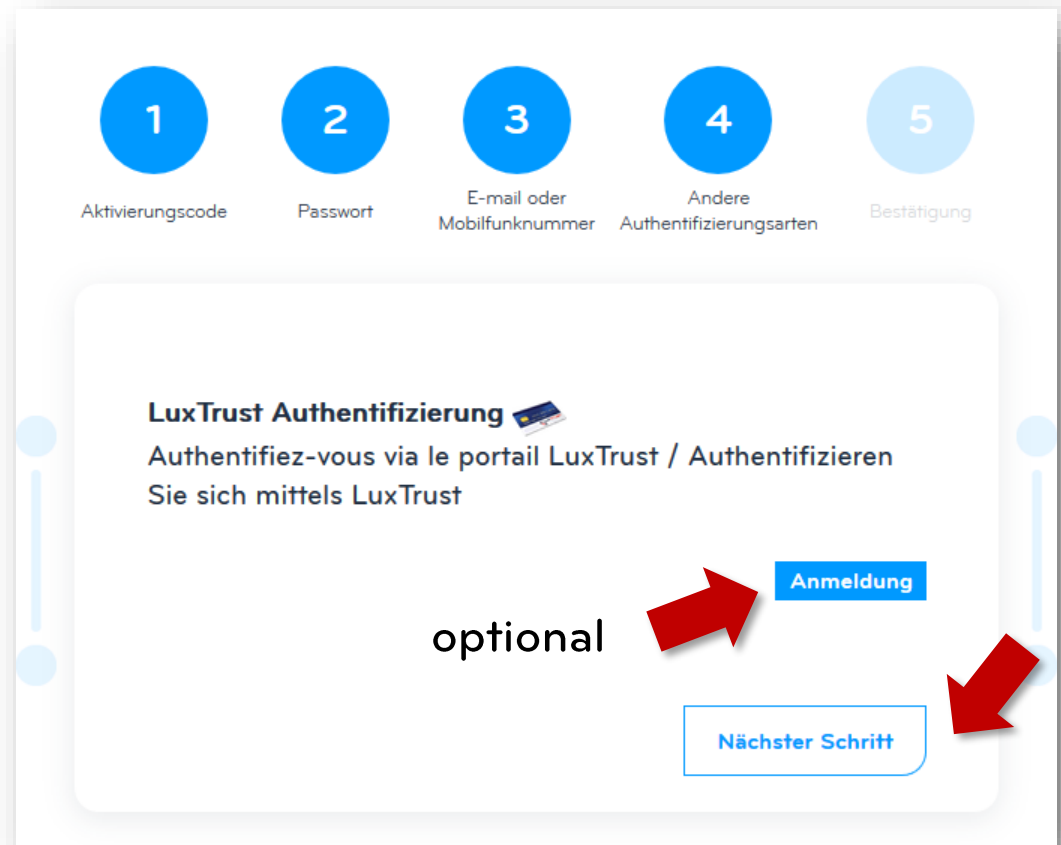 1
2
3
4
5
Aktivierungscode
Passwort
E-mail oder
Mobilfunknummer
Andere
Authentifizierungsarten
Bestätigung
LuxTrust Authentifizierung
Authentifiez-vous via le portail LuxTrust / Authentifizieren
Sie sich mittels LuxTrust
Anmeldung
optional
Nächster Schritt